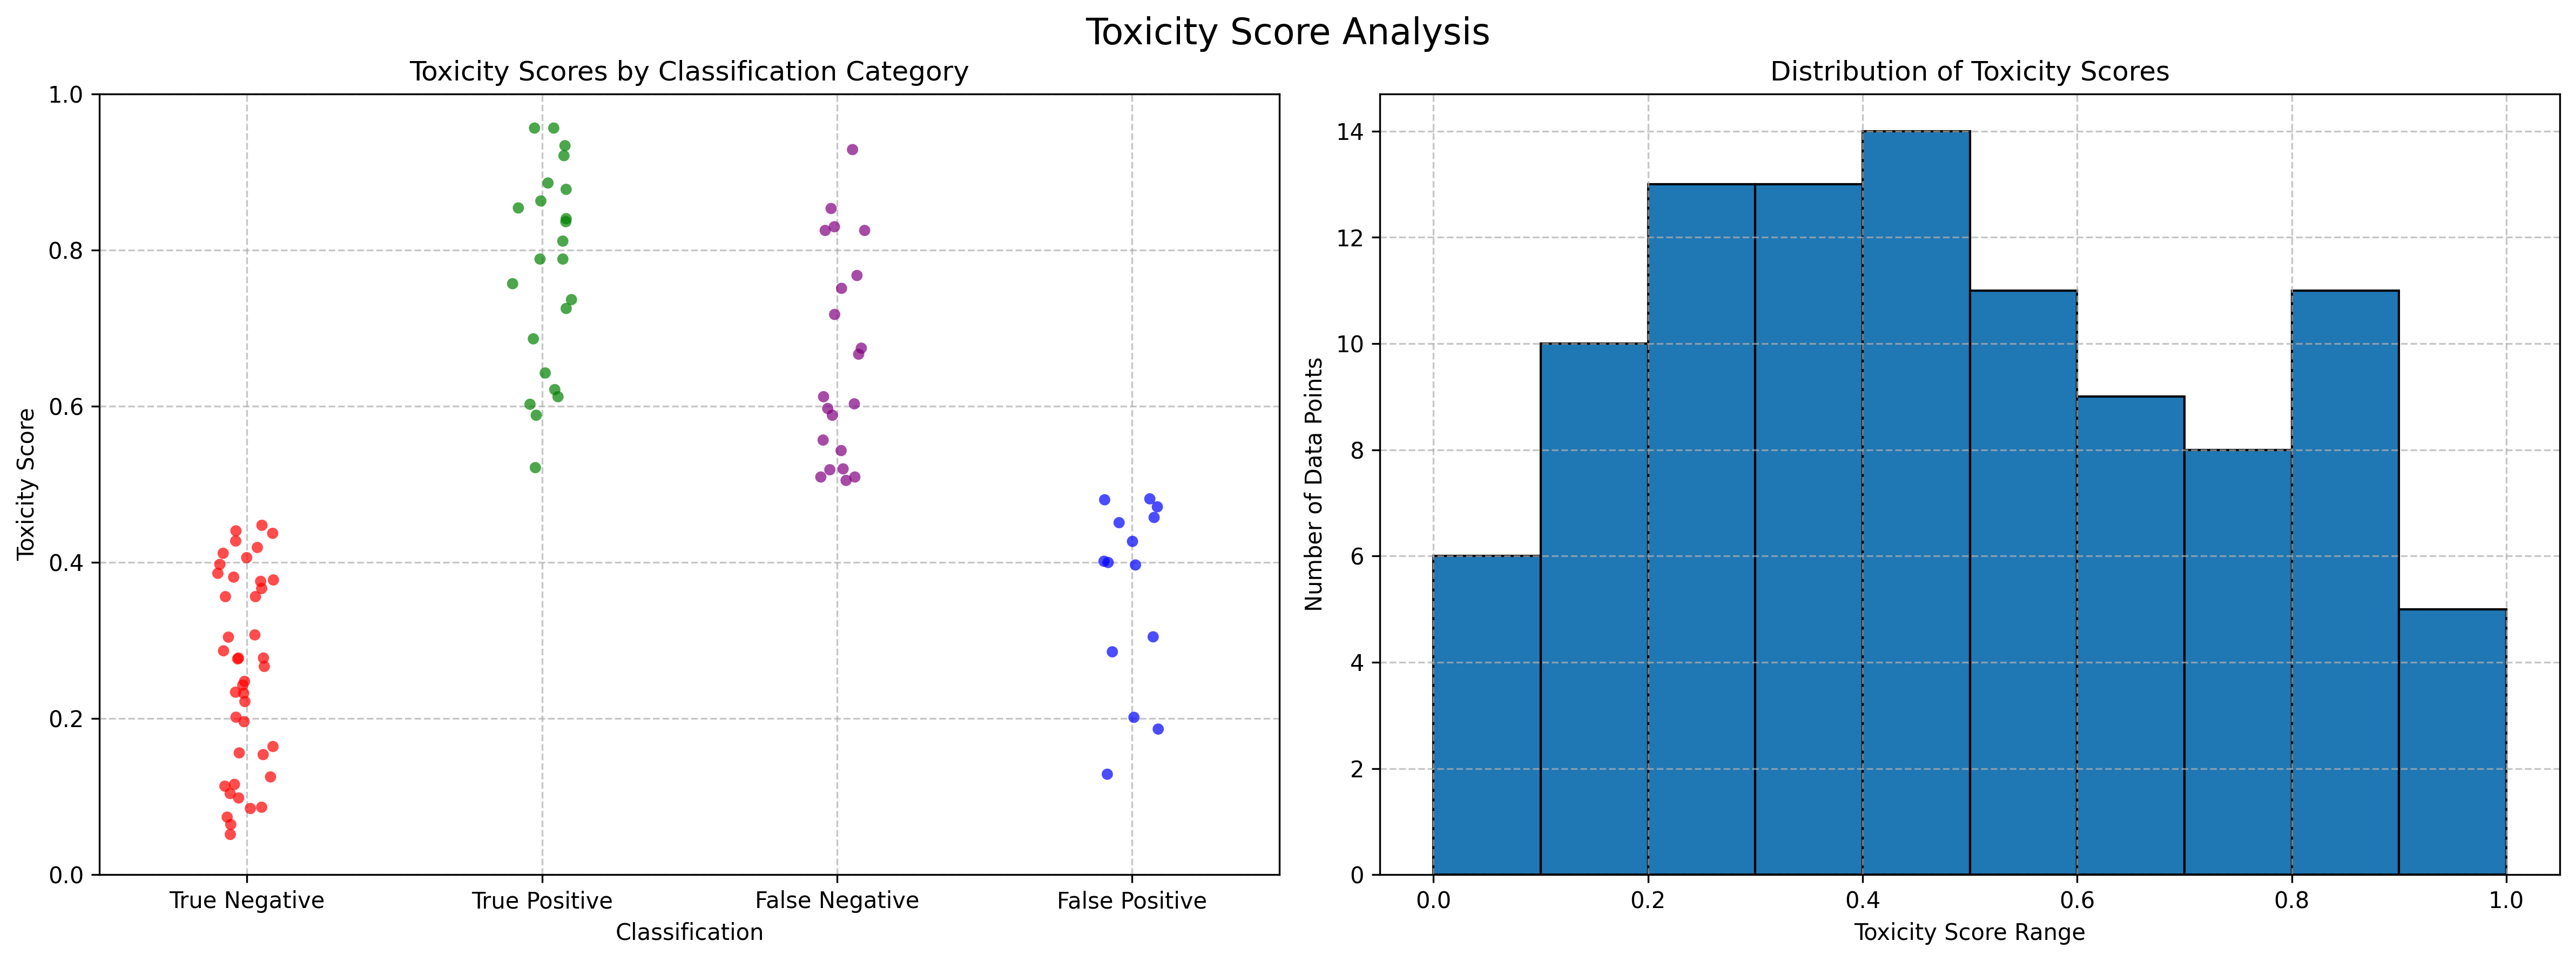 Toxicity Score Analysis
Toxicity Scores by Classification Category
Toxicity Score
1.0
0.8
0.6
0.4
0.2
0.0
True Negative
True Positive
False Negative
False Positive
Classification
Distribution of Toxicity Scores
Number of Data Points
14
12
10
8
6
4
2
0
0.0
0.2
0.4
0.6
0.8
1.0
Toxicity Score Range